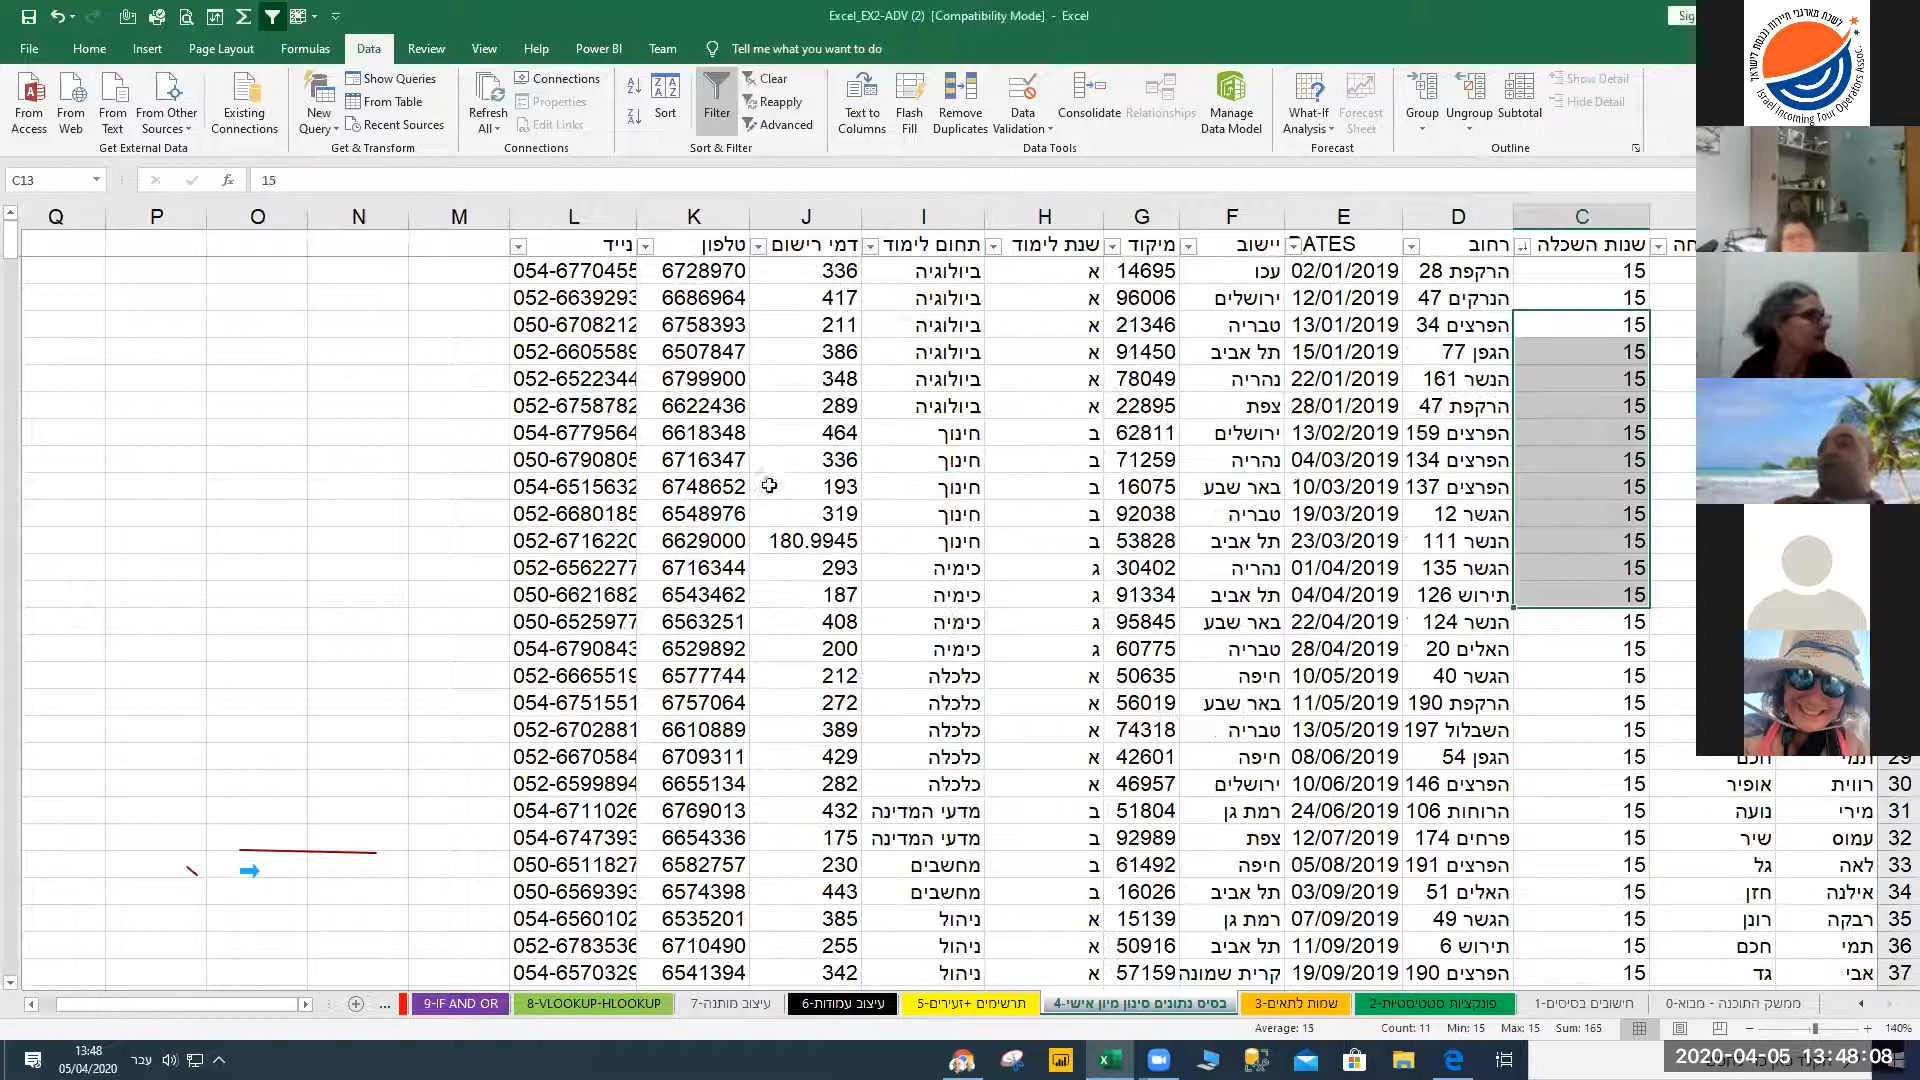 Excel_EX2-ADV (2) [Compatibility Mode] - Excel
Sig
File Home Insert Page Layout Formulas Data Review View Help Power BI Team Tell me what you want to do
From Access From Web From Text From Other Sources Existing Connections New Query Show Queries From Table Recent Sources Refresh All Connections Properties Edit Links Sort Filter Clear Reapply Advanced Text to Columns Flash Fill Remove Duplicates Data Validation Consolidate Relationships Manage Data Model What-If Analysis Forecast Sheet Group Ungroup Subtotal Show Detail Hide Detail
Get External Data Get & Transform Connections Sort & Filter Data Tools Forecast Outline
C13 fx 15
Q P O N M L K J I H G F E D C
נייד טלפון דמי רישום תחום לימוד שנת לימוד מיקוד יישוב DATES רחוב שנות השכלה חה
054-6770455 6728970 336 ביולוגיה א 14695 עכו 02/01/2019 הרקפת 28 15
052-6639293 6686964 417 ביולוגיה א 96006 ירושלים 12/01/2019 הנרקים 47 15
050-6708212 6758393 211 ביולוגיה א 21346 טבריה 13/01/2019 הפרצים 34 15
052-6605589 6507847 386 ביולוגיה א 91450 תל אביב 15/01/2019 הגפן 77 15
052-6522344 6799900 348 ביולוגיה א 78049 נהריה 22/01/2019 הנשר 161 15
052-6758782 6622436 289 ביולוגיה א 22895 צפת 28/01/2019 הרקפת 47 15
054-6779564 6618348 464 חינוך ב 62811 ירושלים 13/02/2019 הפרצים 159 15
050-6790805 6716347 336 חינוך ב 71259 נהריה 04/03/2019 הפרצים 134 15
054-6515632 6748652 193 חינוך ב 16075 באר שבע 10/03/2019 הפרצים 137 15
052-6680185 6548976 319 חינוך ב 92038 טבריה 19/03/2019 הגשר 12 15
052-6716220 6629000 180.9945 חינוך ב 53828 תל אביב 23/03/2019 הנשר 111 15
052-6562277 6716344 293 כימיה ג 30402 נהריה 01/04/2019 הגשר 135 15
050-6621682 6543462 187 כימיה ג 91334 תל אביב 04/04/2019 תירוש 126 15
050-6525977 6563251 408 כימיה ג 95845 באר שבע 22/04/2019 הנשר 124 15
054-6790843 6529892 200 כימיה ג 60775 טבריה 28/04/2019 האלים 20 15
052-6665519 6577744 212 כלכלה א 50635 חיפה 10/05/2019 הגשר 40 15
054-6751551 6757064 272 כלכלה א 56019 באר שבע 11/05/2019 הרקפת 190 15
052-6702881 6610889 389 כלכלה א 74318 טבריה 13/05/2019 השבלול 197 15
052-6670584 6709311 429 כלכלה א 42601 חיפה 08/06/2019 הגפן 54 15 חכם תמי 29
052-6599894 6655134 282 כלכלה א 46957 ירושלים 10/06/2019 הפרצים 146 15 אופיר רווית 30
054-6711026 6769013 432 מדעי המדינה ב 51804 רמת גן 24/06/2019 הרוחות 106 15 נועה מירי 31
054-6747393 6654336 175 מדעי המדינה ב 92989 צפת 12/07/2019 פרחים 174 15 שיר עמוס 32
050-6511827 6582757 230 מחשבים ב 61492 חיפה 05/08/2019 הפרצים 191 15 גל לאה 33
050-6569393 6574398 443 מחשבים ב 16026 תל אביב 03/09/2019 האלים 51 15 חזן אילנה 34
054-6560102 6535201 385 ניהול א 15139 רמת גן 07/09/2019 הגשר 49 15 רונן רבקה 35
052-6783536 6710490 255 ניהול א 50916 תל אביב 11/09/2019 תירוש 6 15 חכם תמי 36
054-6570329 6541394 342 ניהול א 57159 קרית שמונה 19/09/2019 הפרצים 190 15 גד אבי 37
... 9-IF AND OR 8-VLOOKUP-HLOOKUP עיצוב מותנה-7 עיצוב עמודות-6 תרשימים +זעירים-5 בסיס נתונים סינון מיון אישי-4 שמות לתאים-3 פונקציות סטטיסטיות-2 חישובים בסיסים-1 ממשק התוכנה - מבוא-0
Average: 15 Count: 11 Min: 15 Max: 15 Sum: 165 140%
13:48
05/04/2020
עבר
2020-04-05 13:48:08
לשכת מארגני תיירות נכנסת לישראל
Israel Incoming Tour Operators Assoc.